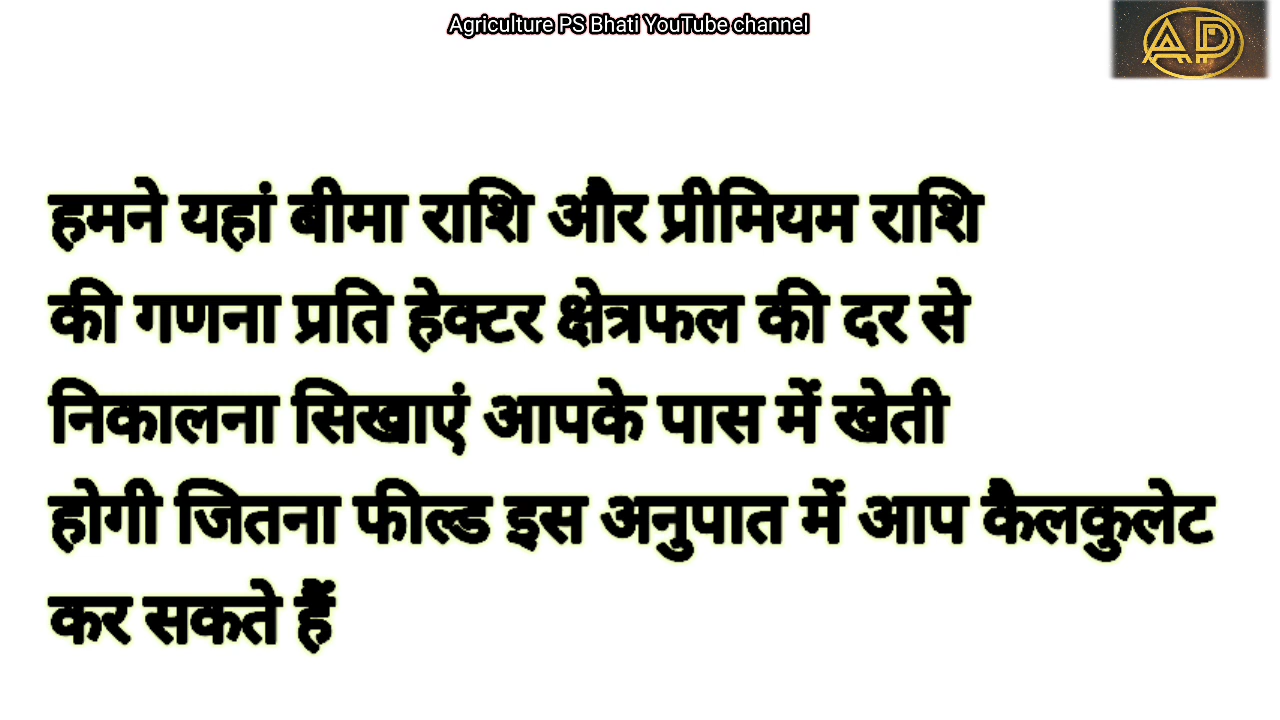 Agriculture PS Bhati YouTube channel
AD
हमने यहां बीमा राशि और प्रीमियम राशि
की गणना प्रति हेक्टर क्षेत्रफल की दर से
निकालना सिखाएं आपके पास में खेती
होगी जितना फील्ड इस अनुपात में आप कैलकुलेट
कर सकते हैं